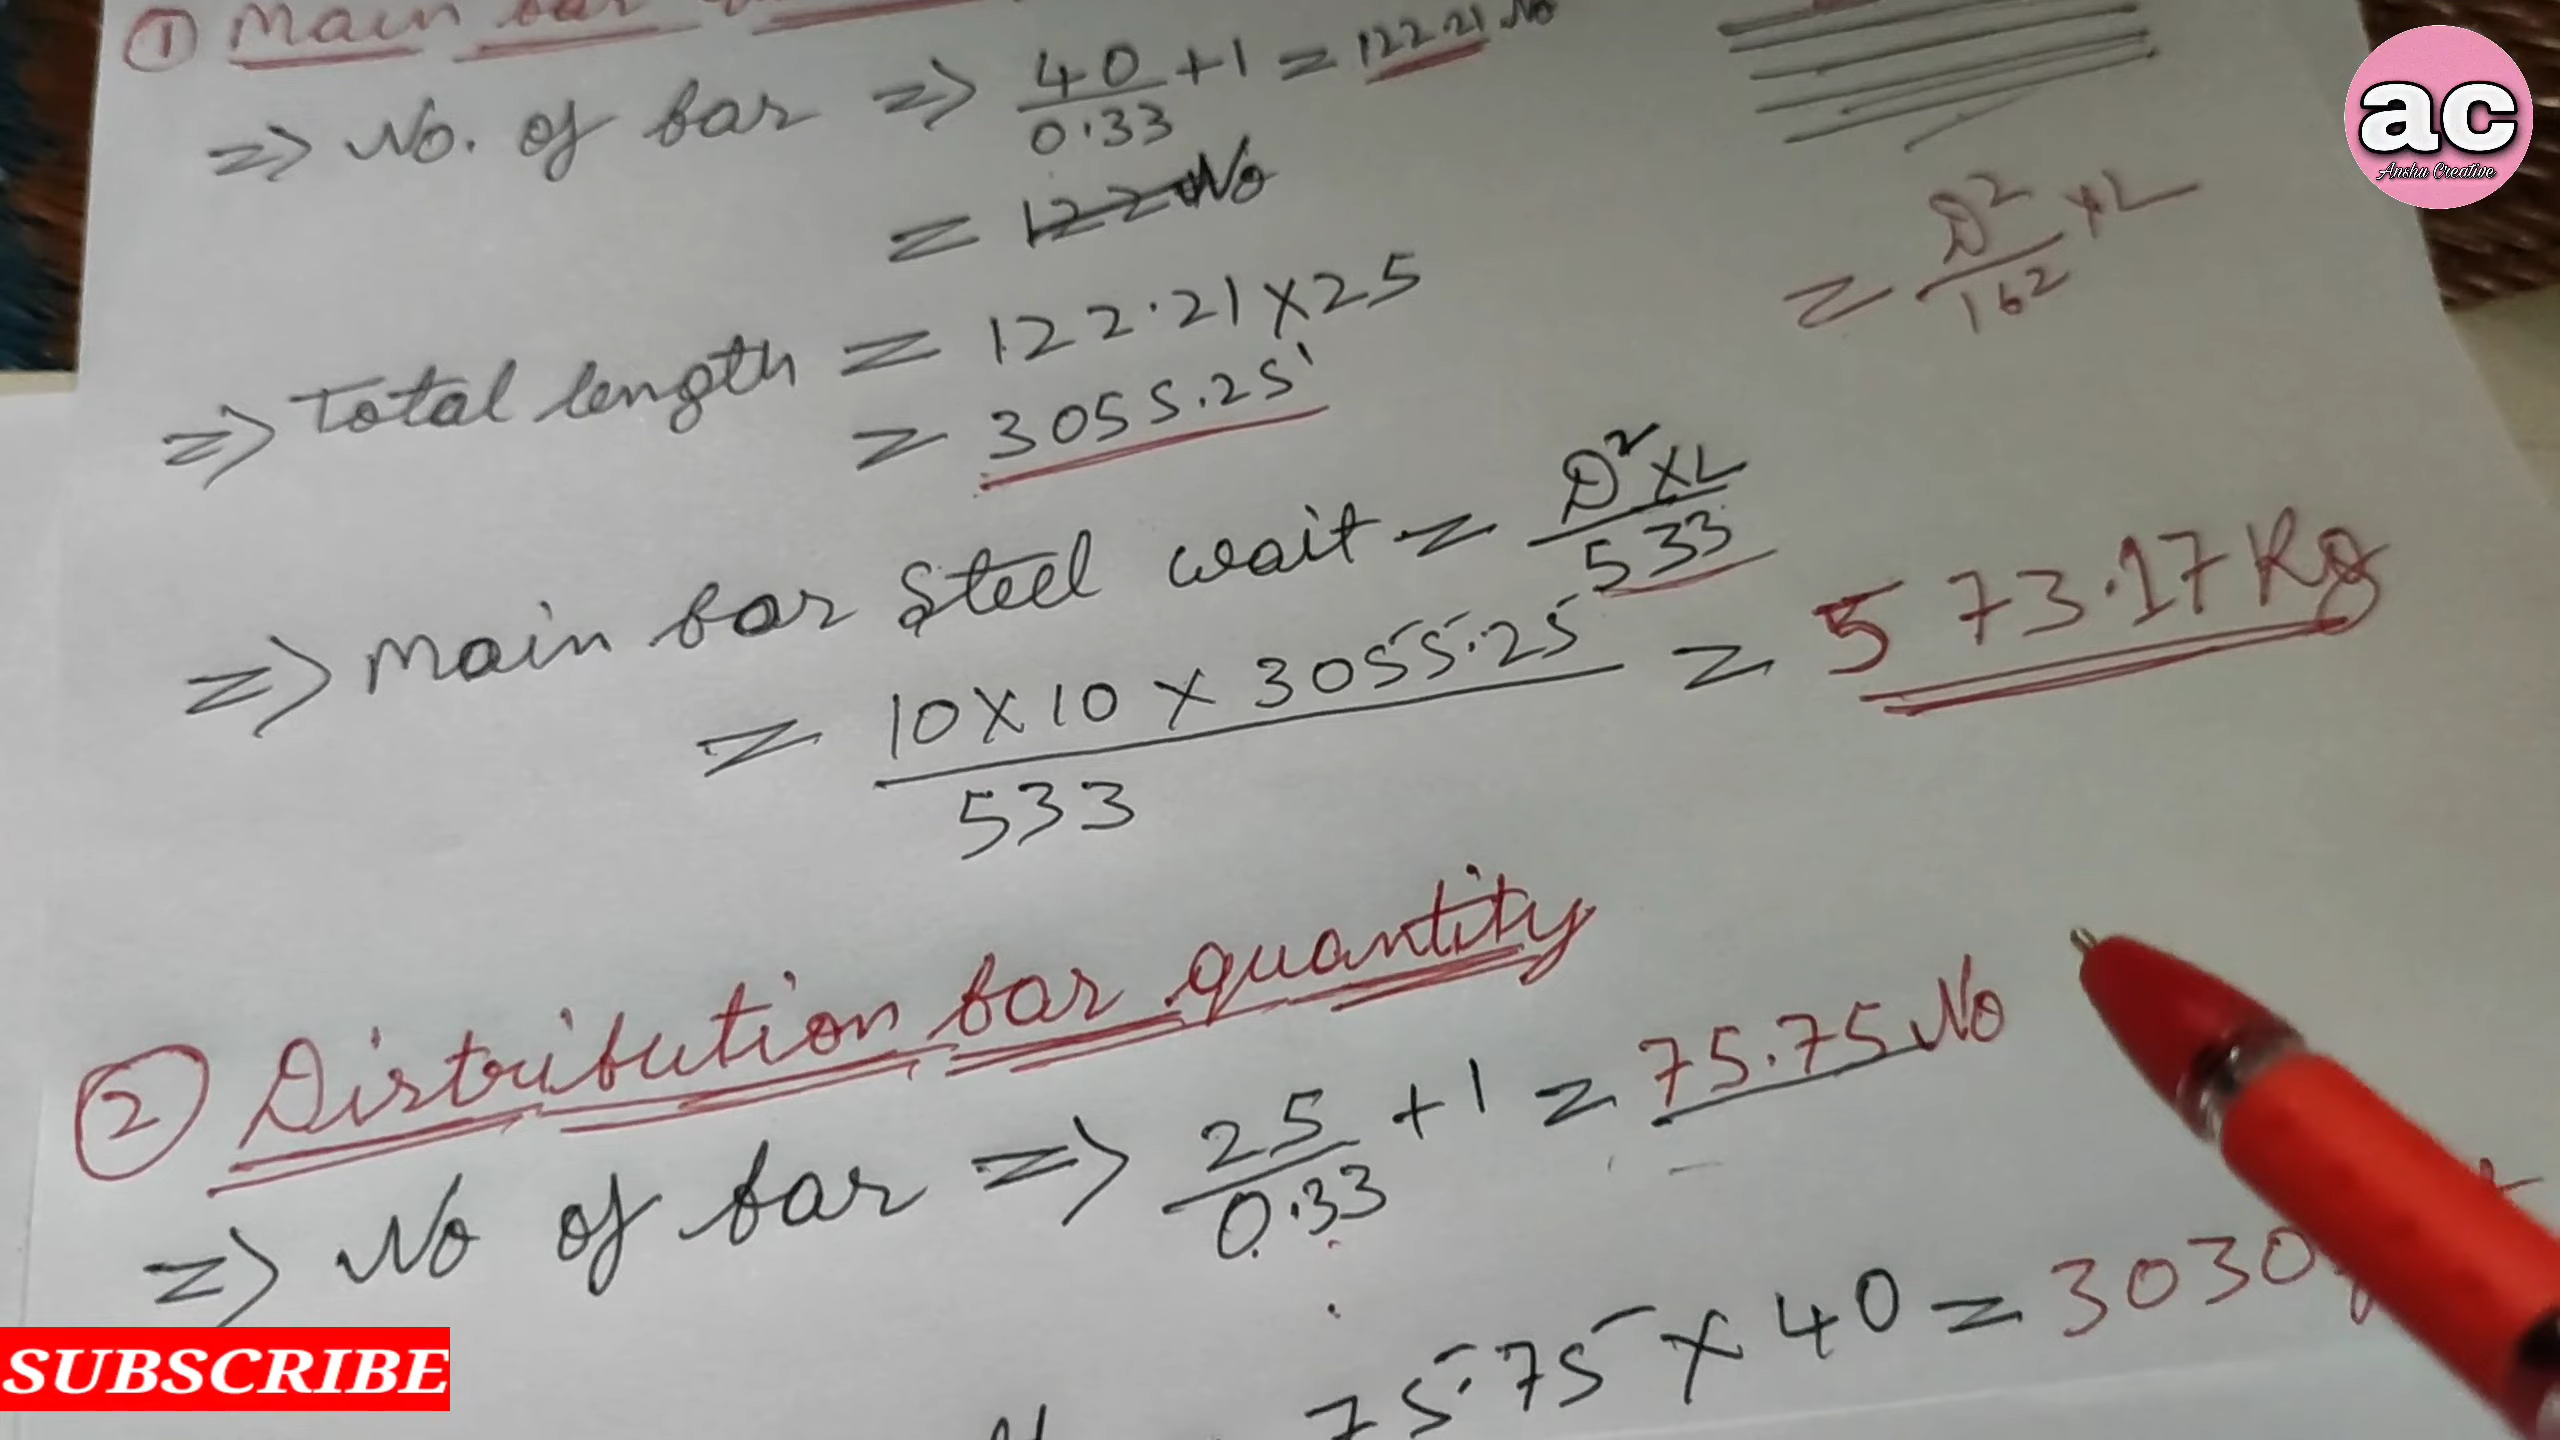 ① Main bar
⇒ No. of bar ⇒ 40/0.33 + 1 = 122.21 No
= 122 No
⇒ Total length = 122.21 × 25
= 3055.25'
= D²/162 × L
⇒ Main bar Steel wait = D² × L/533
= 10 × 10 × 3055.25/533 = 573.17 Kg
② Distribution bar quantity
⇒ No of bar ⇒ 25/0.33 + 1 = 75.75 No
75.75 × 40 = 3030
ac
Anshu Creative
SUBSCRIBE